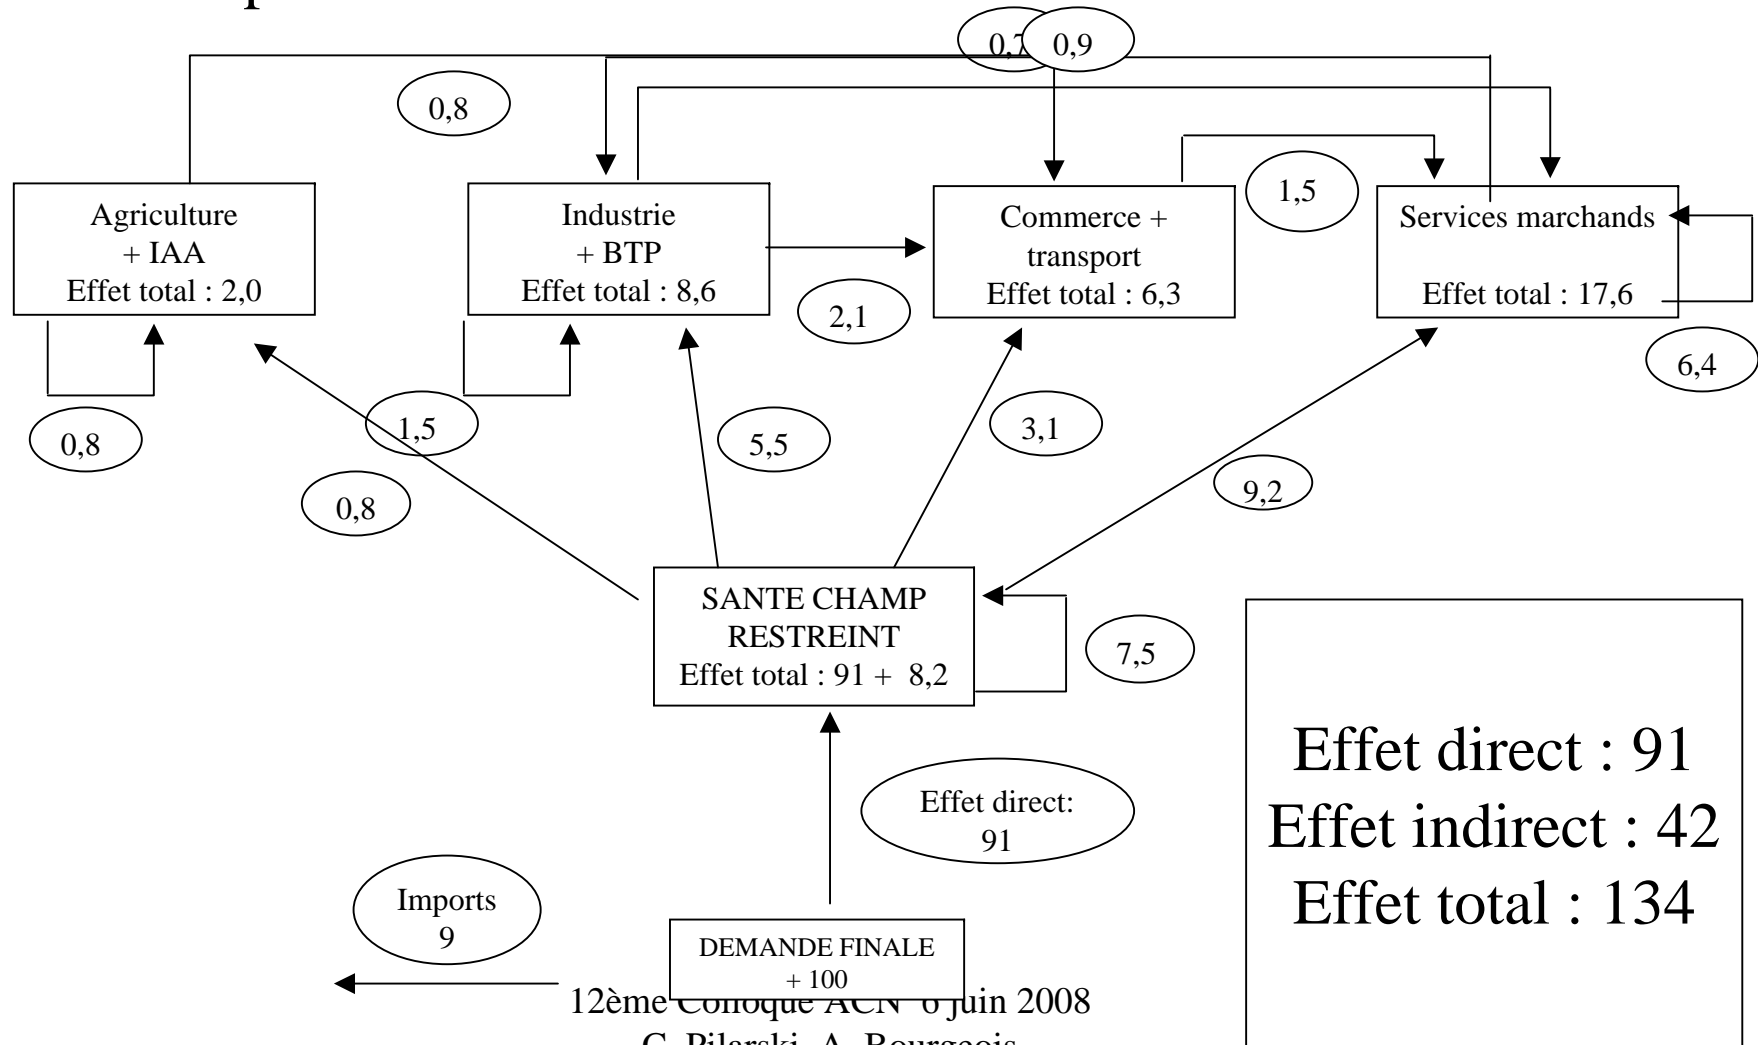 0,7
0,9
0,8
1,5
Agriculture
+ IAA
Effet total : 2,0
Industrie
+ BTP
Effet total : 8,6
Commerce +
transport
Effet total : 6,3
Services marchands
Effet total : 17,6
2,1
6,4
0,8
1,5
5,5
3,1
0,8
9,2
SANTE CHAMP
RESTREINT
Effet total : 91 + 8,2
7,5
Effet direct:
91
Effet direct : 91
Effet indirect : 42
Effet total : 134
Imports
9
DEMANDE FINALE
+ 100
12ème Colloque ACN 6 juin 2008
C. Pilarski, A. Bourgeois